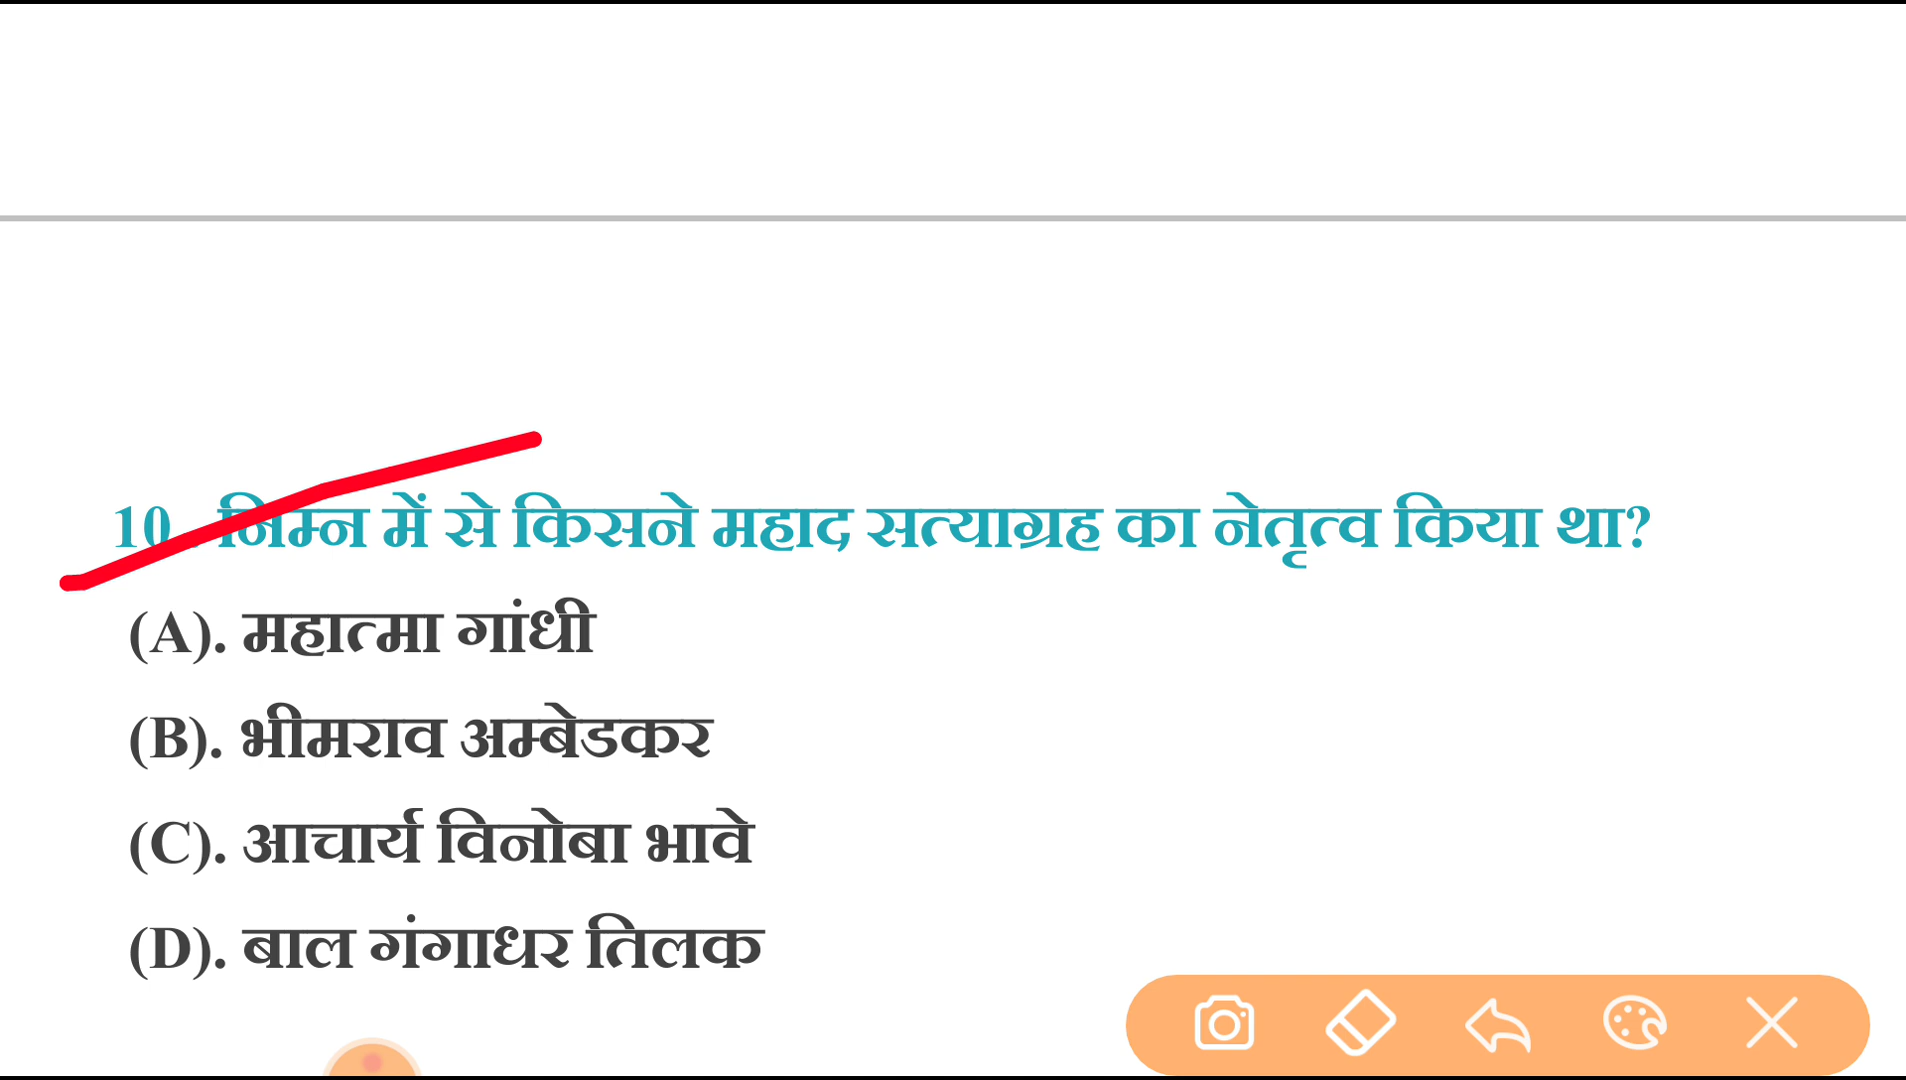 10. निम्न में से किसने महाद सत्याग्रह का नेतृत्व किया था?
(A). महात्मा गांधी
(B). भीमराव अम्बेडकर
(C). आचार्य विनोबा भावे
(D). बाल गंगाधर तिलक